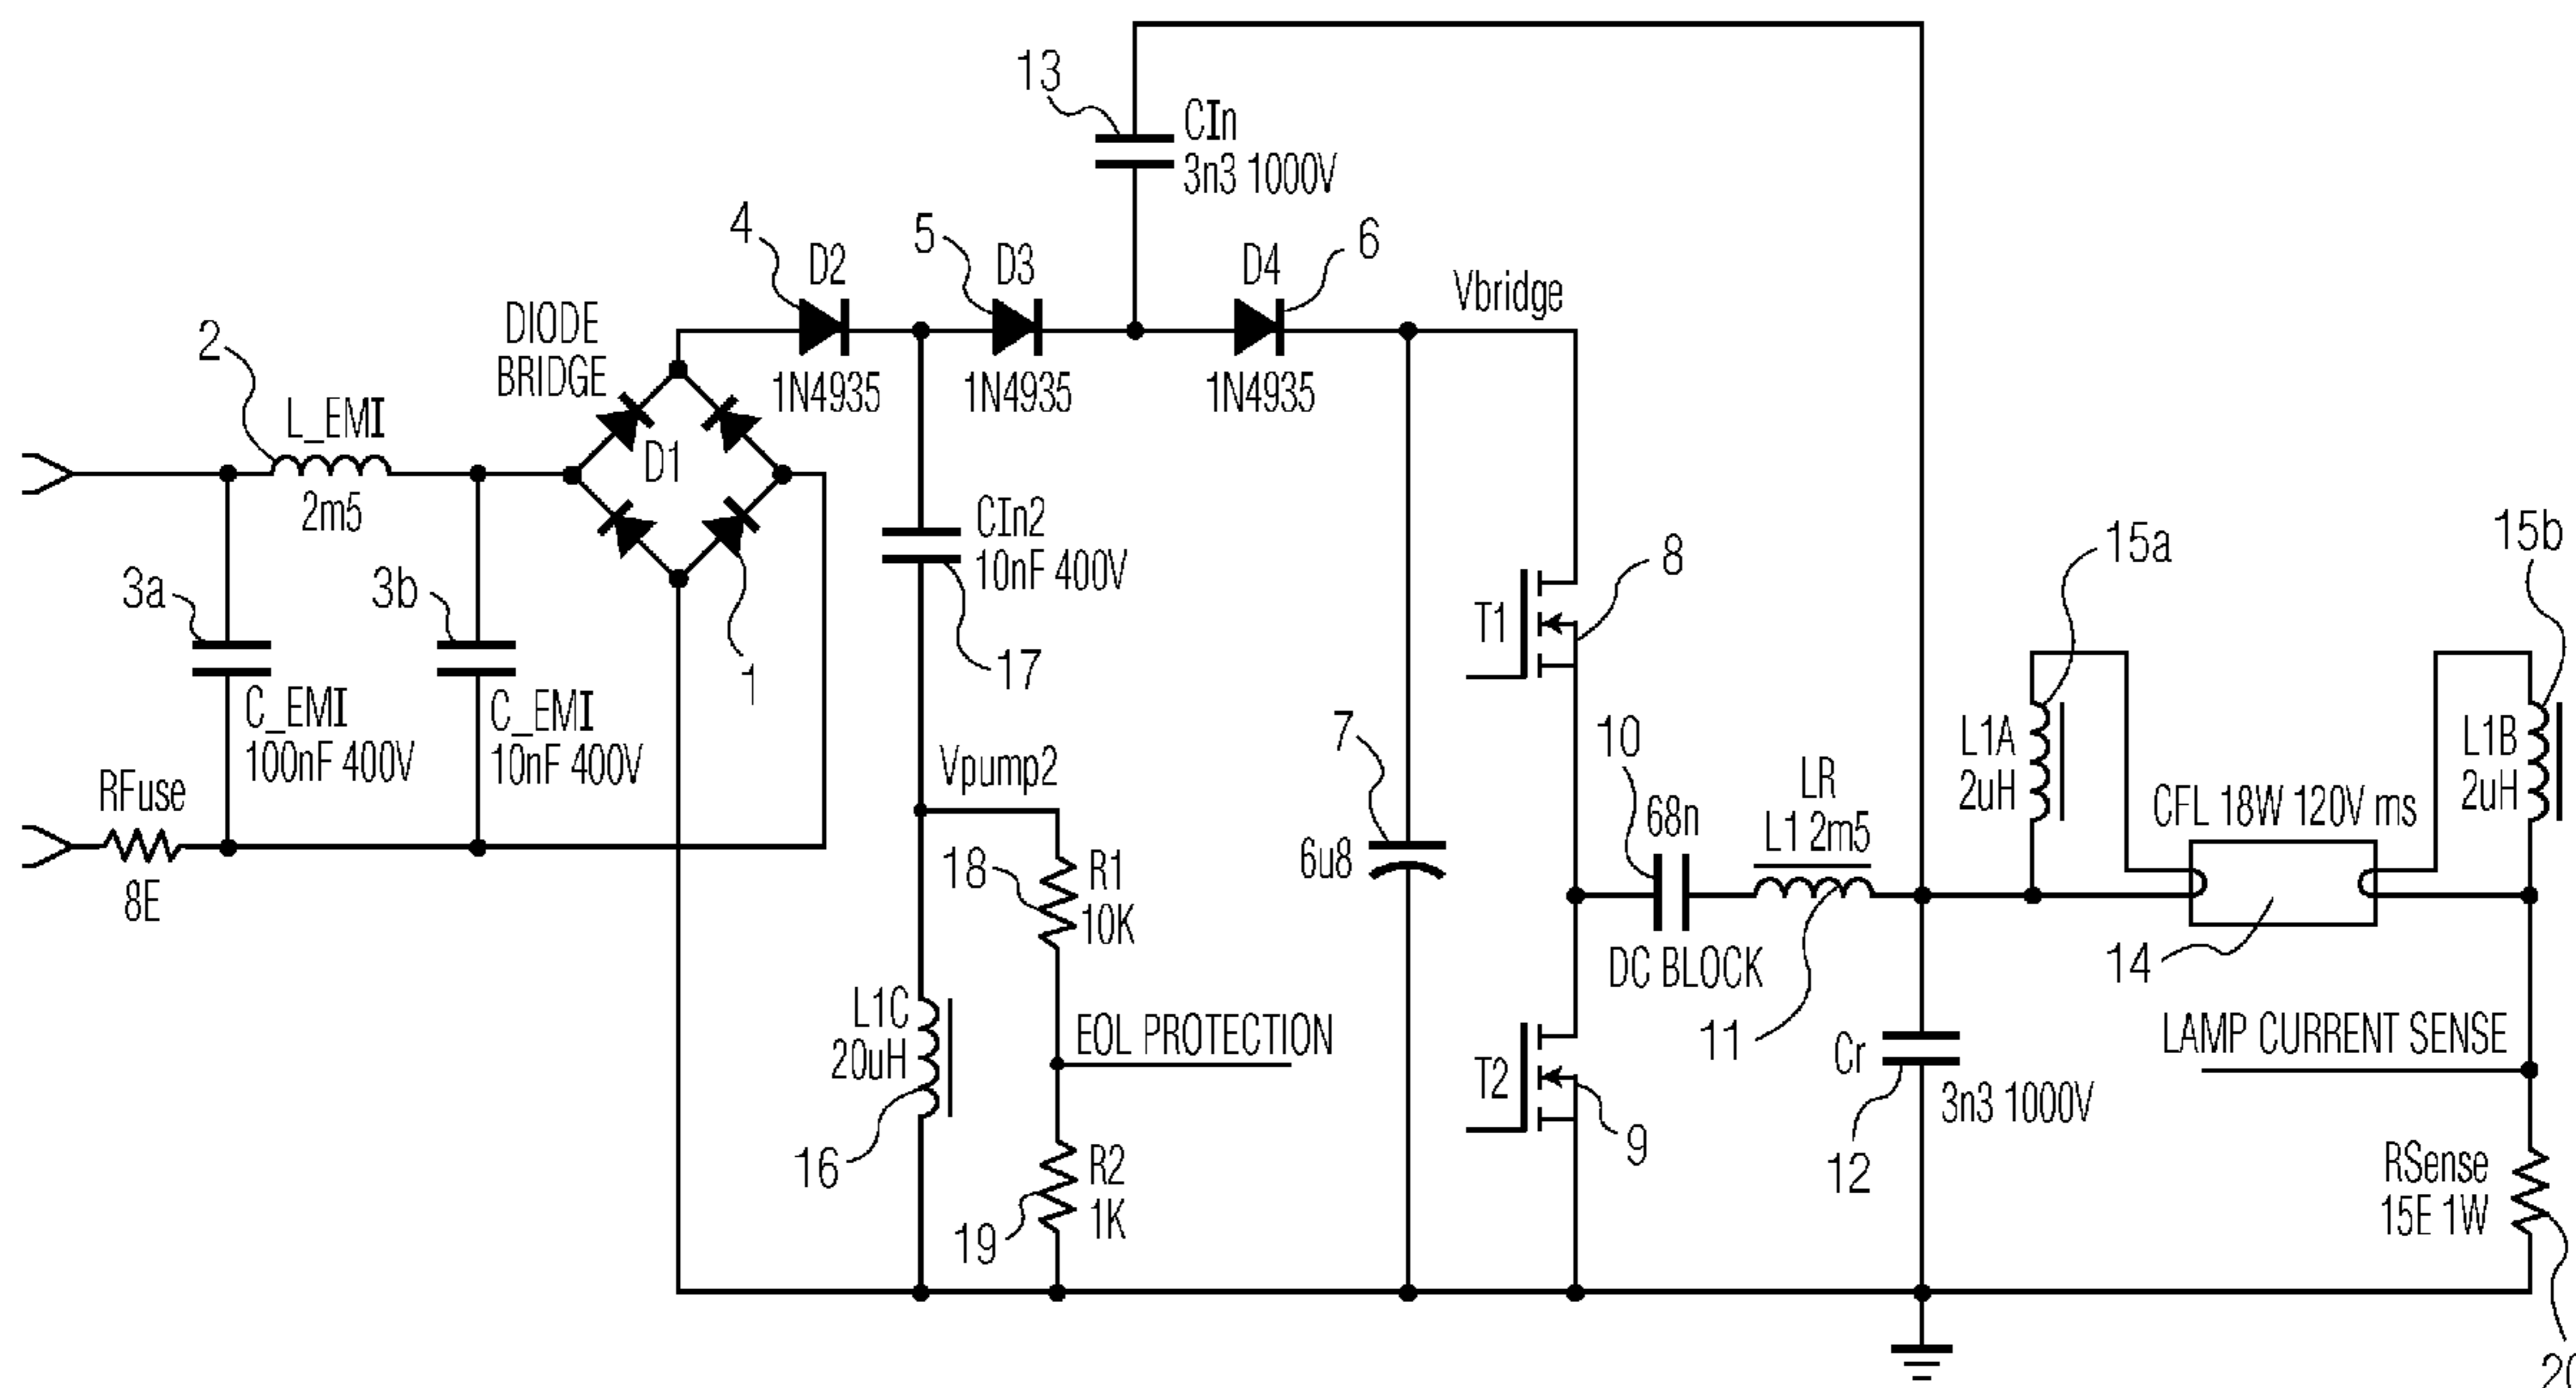 13
CIn
3n3 1000V
4
D2
1N4935
5
D3
1N4935
D4
6
1N4935
Vbridge
2
L_EMI
2m5
DIODE
BRIDGE
D1
1
3a
C_EMI
100nF 400V
3b
C_EMI
10nF 400V
RFuse
8E
CIn2
10nF 400V
17
Vpump2
18
R1
10K
L1C
20uH
16
EOL PROTECTION
R2
1K
19
7
6u8
T1
8
T2
9
10
68n
DC BLOCK
LR
L1 2m5
11
Cr
3n3 1000V
12
15a
L1A
2uH
15b
L1B
2uH
CFL 18W 120V ms
14
LAMP CURRENT SENSE
RSense
15E 1W